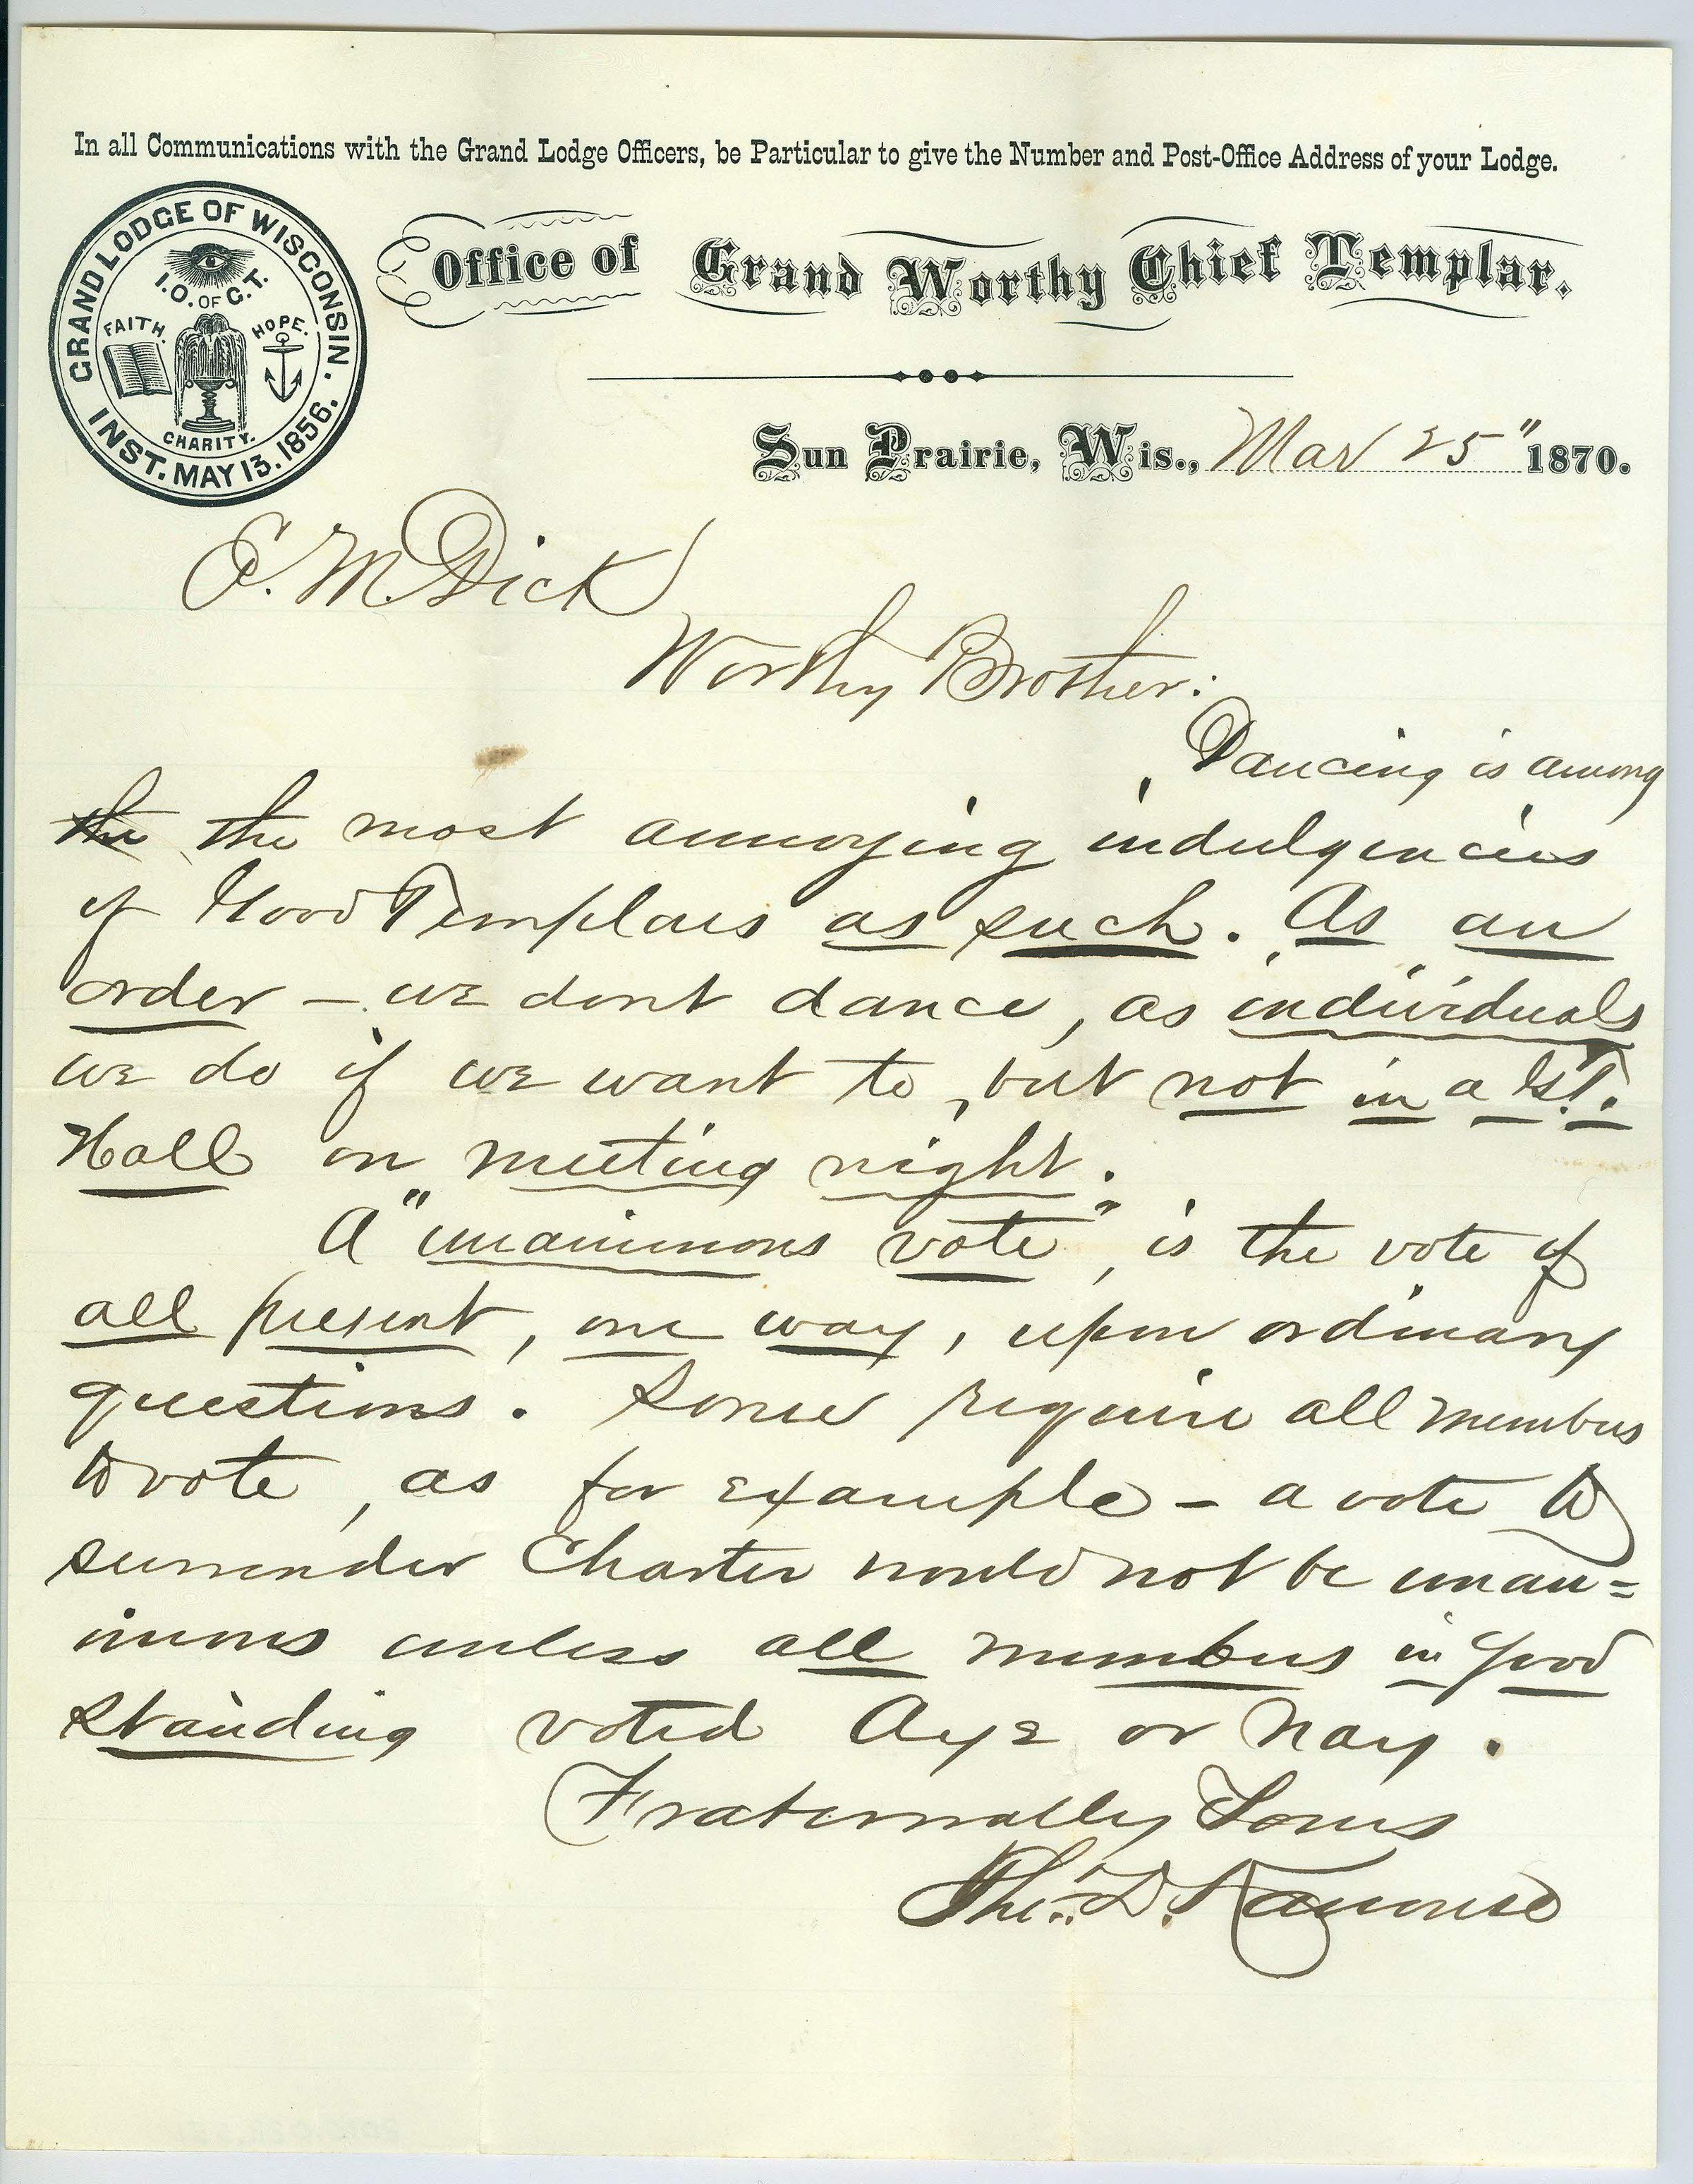 In all Communications with the Grand Lodge Officers, be Particular to give the Number and Post-Office Address of your Lodge.
GRAND LODGE OF WISCONSIN.
I.O. OF G.T.
FAITH. HOPE.
CHARITY.
INST. MAY 13. 1856.
Office of Grand Worthy Chief Templar.
Sun Prairie, Wis., Mar 25" 1870.
E. M. Dick
Worthy Brother:
Dancing is among
the the most annoying indulgencies
of Good Templars as such. As an
order – we dont dance, as individuals
we do if we want to, but not in a G.T.
Hall on meeting night.
A "unanimous vote", is the vote of
all present, one way, upon ordinary
questions. Some require all members
to vote, as for example – a vote to
surrender Charter would not be unan=
imous unless all members in good
standing voted Aye or Nay.
Fraternally Yours
Theo. D. Kanouse